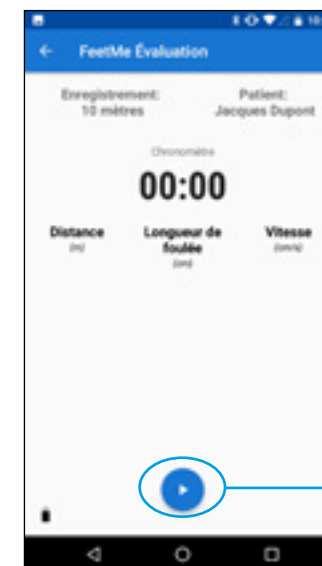 FeetMe Évaluation
Enregistrement:
10 mètres
Patient:
Jacques Dupont
Chronomètre
00:00
Distance
(m)
Longueur de
foulée
(cm)
Vitesse
(cm/s)